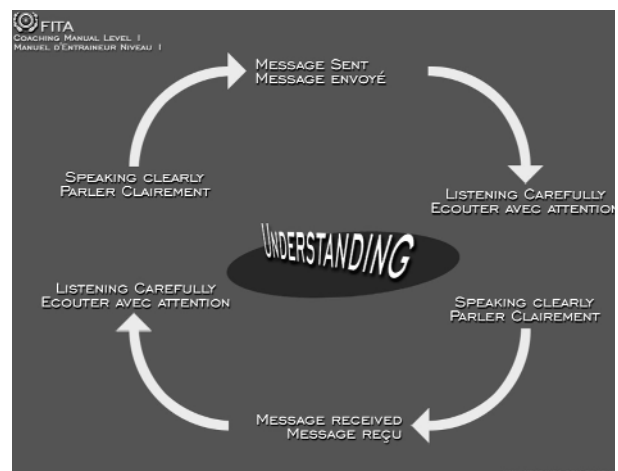 FITA
COACHING MANUAL LEVEL 1
MANUEL D'ENTRAINEUR NIVEAU 1
MESSAGE SENT
MESSAGE ENVOYÉ
SPEAKING CLEARLY
PARLER CLAIREMENT
LISTENING CAREFULLY
ECOUTER AVEC ATTENTION
UNDERSTANDING
LISTENING CAREFULLY
ECOUTER AVEC ATTENTION
SPEAKING CLEARLY
PARLER CLAIREMENT
MESSAGE RECEIVED
MESSAGE REÇU